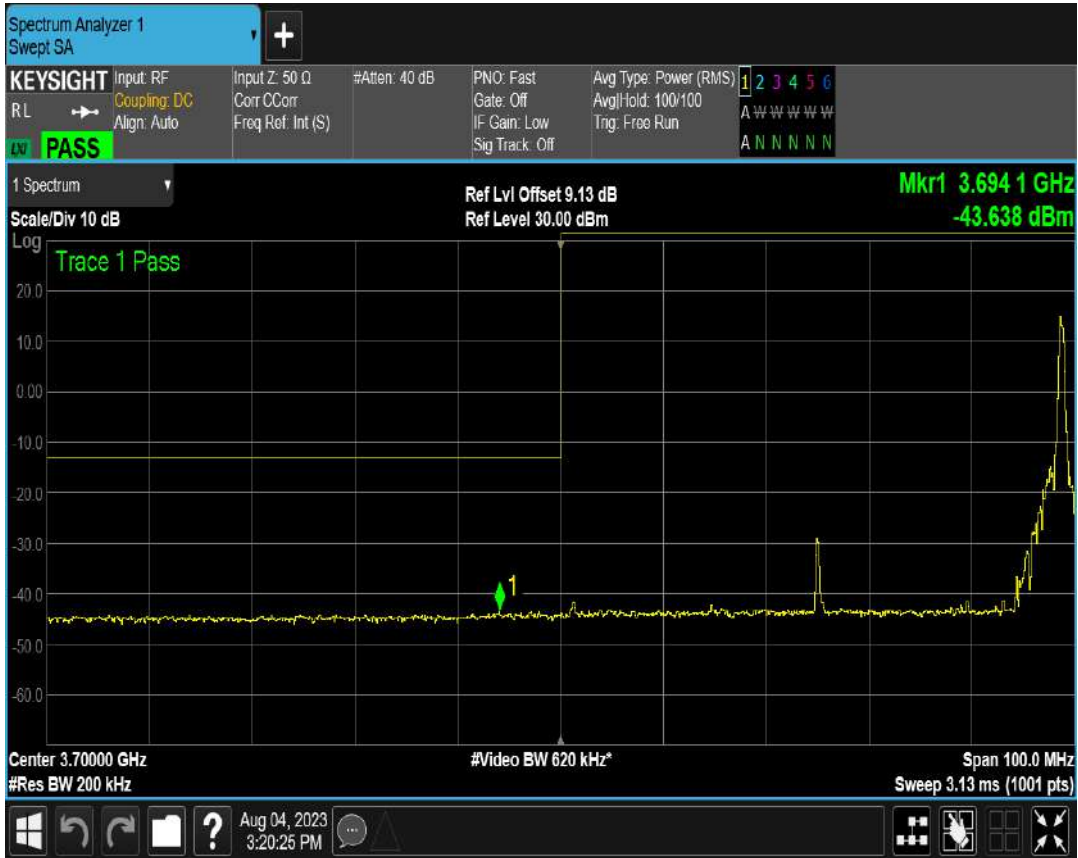 Spectrum Analyzer 1
Swept SA
+
KEYSIGHT
RL
LXI
PASS
Input: RF
Coupling: DC
Align: Auto
Input Z: 50 Ω
Corr CCorr
Freq Ref: Int (S)
#Atten: 40 dB
PNO: Fast
Gate: Off
IF Gain: Low
Sig Track: Off
Avg Type: Power (RMS)
Avg|Hold: 100/100
Trig: Free Run
1 2 3 4 5 6
A W W W W W
A N N N N N
1 Spectrum
Scale/Div 10 dB
Ref Lvl Offset 9.13 dB
Ref Level 30.00 dBm
Mkr1 3.694 1 GHz
-43.638 dBm
Log
Trace 1 Pass
20.0
10.0
0.00
-10.0
-20.0
-30.0
-40.0
1
-50.0
-60.0
Center 3.70000 GHz
#Video BW 620 kHz*
Span 100.0 MHz
#Res BW 200 kHz
Sweep 3.13 ms (1001 pts)
?
Aug 04, 2023
3:20:25 PM